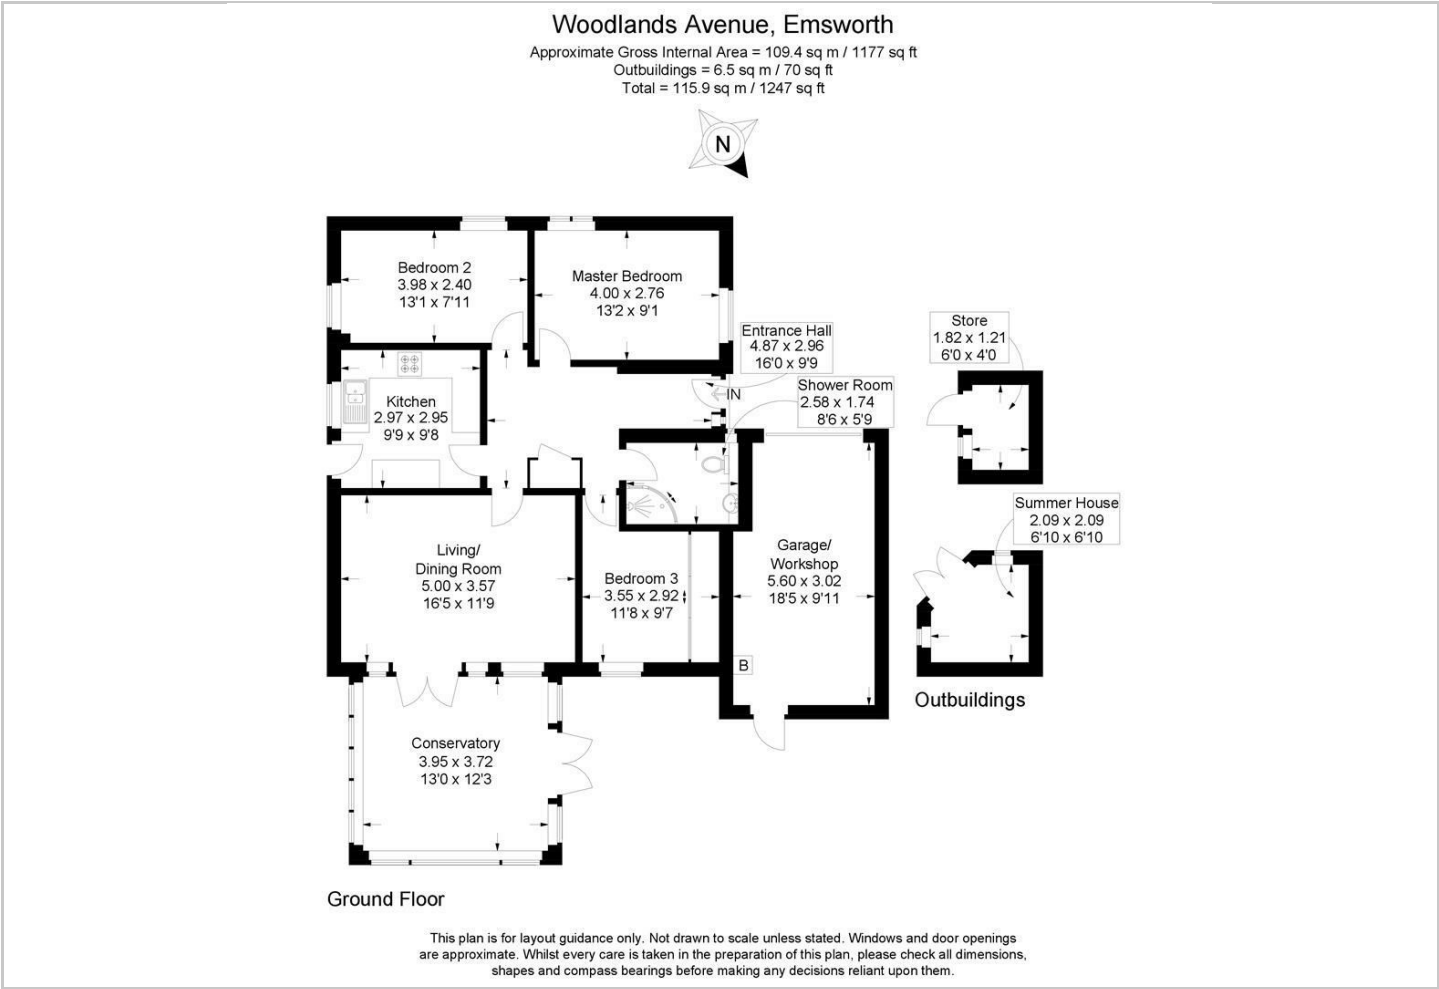 Woodlands Avenue, Emsworth
Approximate Gross Internal Area = 109.4 sq m / 1177 sq ft
Outbuildings = 6.5 sq m / 70 sq ft
Total = 115.9 sq m / 1247 sq ft
N
Bedroom 2
3.98 x 2.40
13'1 x 7'11
Master Bedroom
4.00 x 2.76
13'2 x 9'1
Entrance Hall
4.87 x 2.96
16'0 x 9'9
IN
Shower Room
2.58 x 1.74
8'6 x 5'9
Store
1.82 x 1.21
6'0 x 4'0
Kitchen
2.97 x 2.95
9'9 x 9'8
Summer House
2.09 x 2.09
6'10 x 6'10
Living/
Dining Room
5.00 x 3.57
16'5 x 11'9
Bedroom 3
3.55 x 2.92
11'8 x 9'7
Garage/
Workshop
5.60 x 3.02
18'5 x 9'11
B
Outbuildings
Conservatory
3.95 x 3.72
13'0 x 12'3
Ground Floor
This plan is for layout guidance only. Not drawn to scale unless stated. Windows and door openings
are approximate. Whilst every care is taken in the preparation of this plan, please check all dimensions,
shapes and compass bearings before making any decisions reliant upon them.